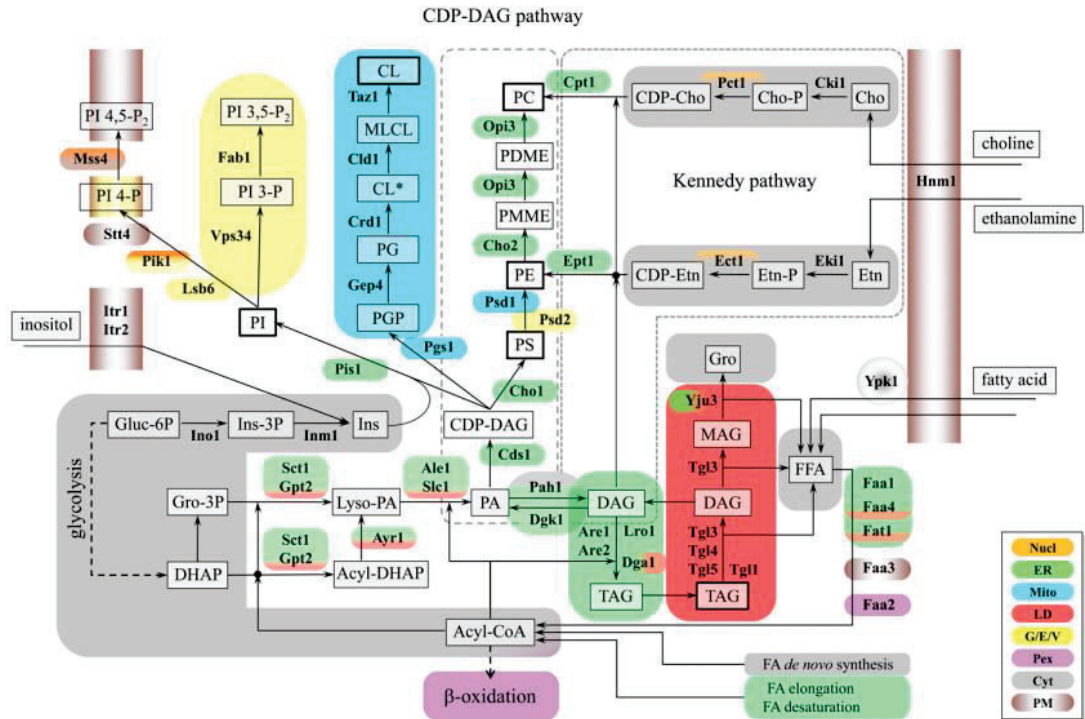 CDP-DAG pathway
CL
Taz1
MLCL
Cld1
CL*
Crd1
PG
Gep4
PGP
Pgs1
PI 4,5-P2
Mss4
PI 4-P
Stt4
Pik1
Lsb6
PI 3,5-P2
Fab1
PI 3-P
Vps34
PI
Pis1
inositol
Itr1
Itr2
PC
Opi3
PDME
Opi3
PMME
Cho2
PE
Psd1
Psd2
PS
Cho1
CDP-DAG
Cds1
Cpt1
CDP-Cho
Pct1
Cho-P
Cki1
Cho
Kennedy pathway
Ept1
CDP-Etn
Ect1
Etn-P
Eki1
Etn
choline
Hnm1
ethanolamine
fatty acid
Ypk1
glycolysis
Gluc-6P
Ino1
Ins-3P
Inm1
Ins
Gro-3P
Sct1
Gpt2
Lyso-PA
Ale1
Slc1
PA
Pah1
Dgk1
DAG
DHAP
Sct1
Gpt2
Acyl-DHAP
Ayr1
Are1
Are2
Lro1
Dga1
TAG
Gro
Yju3
MAG
Tgl3
DAG
Tgl3
Tgl4
Tgl5
Tgl1
TAG
FFA
Faa1
Faa4
Fat1
Faa3
Faa2
Acyl-CoA
β-oxidation
FA de novo synthesis
FA elongation
FA desaturation
Nucl
ER
Mito
LD
G/E/V
Pex
Cyt
PM